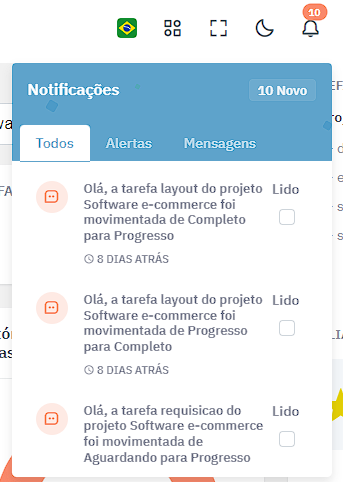 10
Notificações
10 Novo
Todos
Alertas
Mensagens
Olá, a tarefa layout do projeto
Software e-commerce foi
movimentada de Completo
para Progresso
Lido
8 DIAS ATRÁS
Olá, a tarefa layout do projeto
Software e-commerce foi
movimentada de Progresso
para Completo
Lido
8 DIAS ATRÁS
Olá, a tarefa requisicao do
projeto Software e-commerce
foi movimentada de
Aguardando para Progresso
Lido